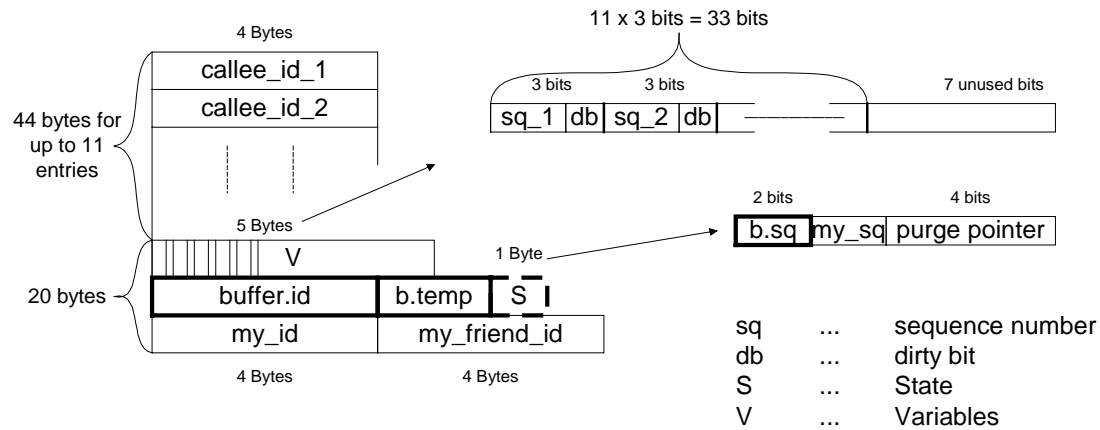 11 x 3 bits = 33 bits
4 Bytes
callee_id_1
callee_id_2
44 bytes for
up to 11
entries
3 bits
3 bits
7 unused bits
sq_1 db sq_2 db
5 Bytes
V
1 Byte
2 bits
4 bits
b.sq my_sq purge pointer
20 bytes
buffer.id b.temp S
my_id my_friend_id
4 Bytes
4 Bytes
sq ... sequence number
db ... dirty bit
S ... State
V ... Variables